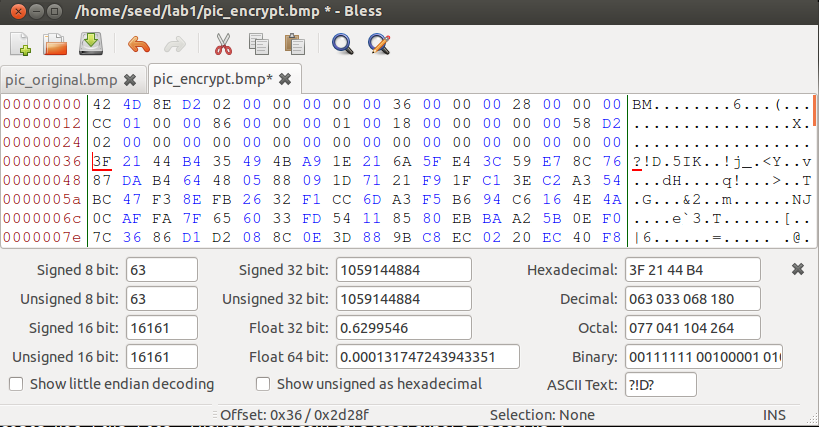 /home/seed/lab1/pic_encrypt.bmp * - Bless
pic_original.bmp pic_encrypt.bmp*
00000000 42 4D 8E D2 02 00 00 00 00 00 36 00 00 00 28 00 00 00 BM........6...(...
00000012 CC 01 00 00 86 00 00 00 01 00 18 00 00 00 00 00 58 D2 ................X.
00000024 02 00 00 00 00 00 00 00 00 00 00 00 00 00 00 00 00 00 ..................
00000036 3F 21 44 B4 35 49 4B A9 1E 21 6A 5F E4 3C 59 E7 8C 76 ?!D.5IK..!j_.<Y..v
00000048 87 DA B4 64 48 05 88 09 1D 71 21 F9 1F C1 3E C2 A3 54 ...dH....q!...>..T
0000005a BC 47 F3 8E FB 26 32 F1 CC 6D A3 F5 B6 94 C6 16 4E 4A .G...&2..m......NJ
0000006c 0C AF FA 7F 65 60 33 FD 54 11 85 80 EB BA A2 5B 0E F0 ....e`3.T......[..
0000007e 7C 36 86 D1 D2 08 8C 0E 3D 88 9B C8 EC 02 20 EC 40 F8 |6......=..... .@.
Signed 8 bit: 63 Signed 32 bit: 1059144884 Hexadecimal: 3F 21 44 B4
Unsigned 8 bit: 63 Unsigned 32 bit: 1059144884 Decimal: 063 033 068 180
Signed 16 bit: 16161 Float 32 bit: 0.6299546 Octal: 077 041 104 264
Unsigned 16 bit: 16161 Float 64 bit: 0.000131747243943351 Binary: 00111111 00100001 010
Show little endian decoding Show unsigned as hexadecimal ASCII Text: ?!D?
Offset: 0x36 / 0x2d28f Selection: None INS